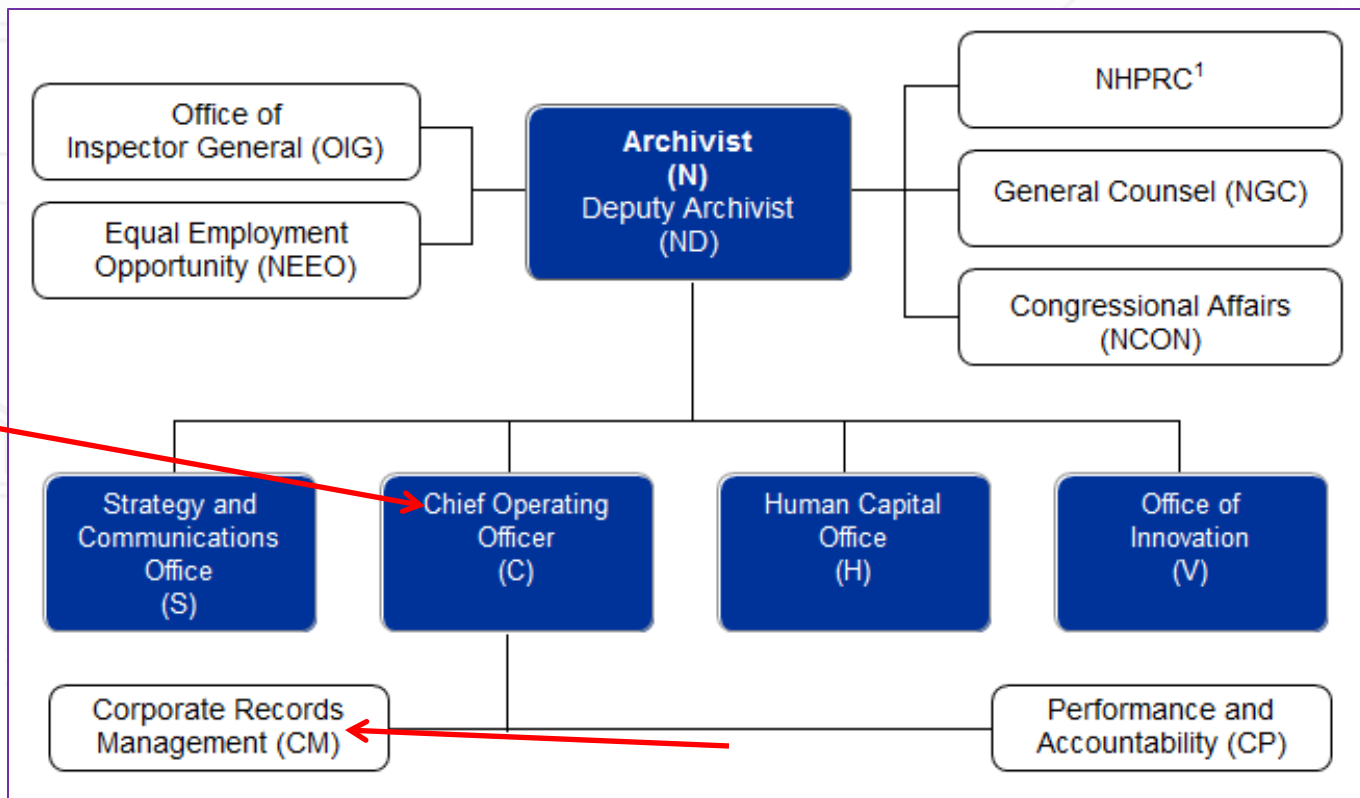 Office of
Inspector General (OIG)
Equal Employment
Opportunity (NEEO)
Archivist
(N)
Deputy Archivist
(ND)
NHPRC¹
General Counsel (NGC)
Congressional Affairs
(NCON)
Strategy and
Communications
Office
(S)
Chief Operating
Officer
(C)
Human Capital
Office
(H)
Office of
Innovation
(V)
Corporate Records
Management (CM)
Performance and
Accountability (CP)